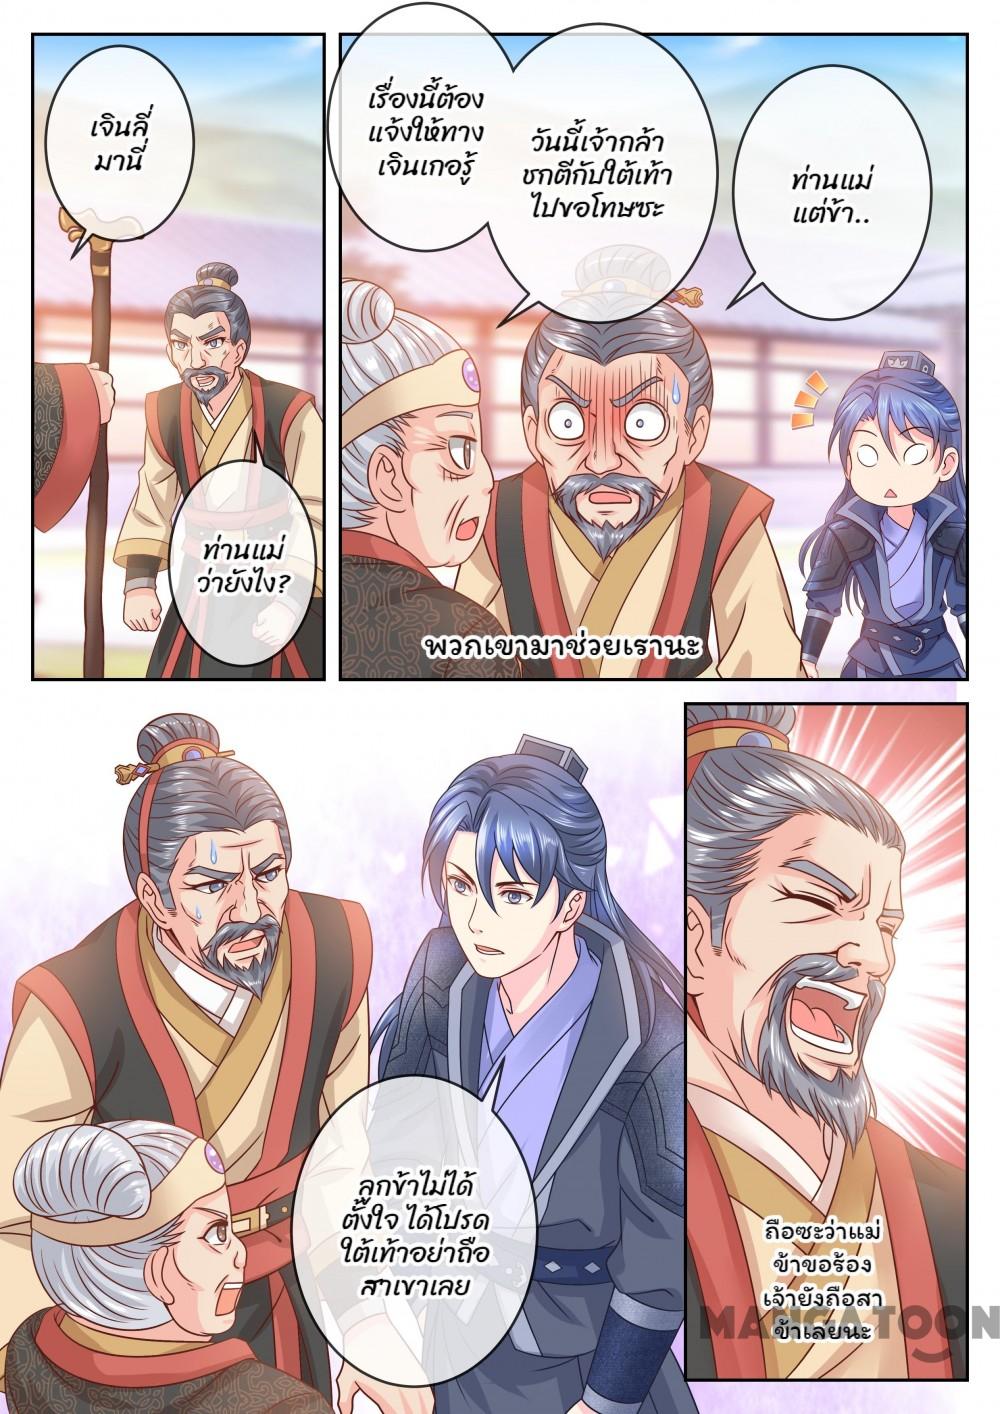 เจินลี่
มานี่
ท่านแม่
ว่ายังไง?
เรื่องนี้ต้อง
แจ้งให้ทาง
เจินเกอรู้
วันนี้เจ้ากล้า
ชกตีกับใต้เท้า
ไปขอโทษซะ
ท่านแม่
แต่ข้า..
พวกเขามาช่วยเรานะ
ลูกข้าไม่ได้
ตั้งใจ ได้โปรด
ใต้เท้าอย่าถือ
สาเขาเลย
ถือซะว่าแม่
ข้าขอร้อง
เจ้ายังถือสา
ข้าเลยนะ
MANGATOON